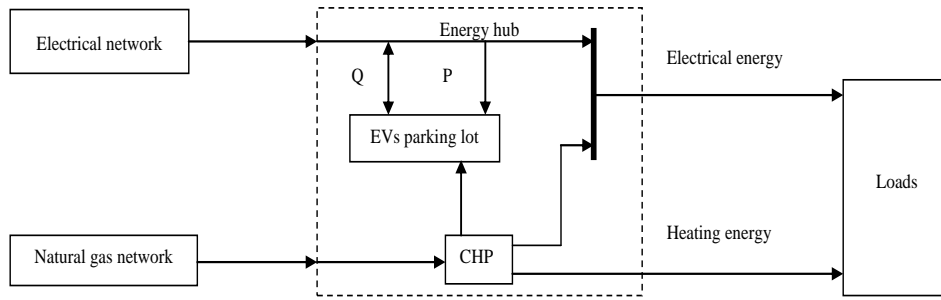 Energy hub
Electrical network
Electrical energy
Q
P
EVs parking lot
Loads
Heating energy
Natural gas network
CHP